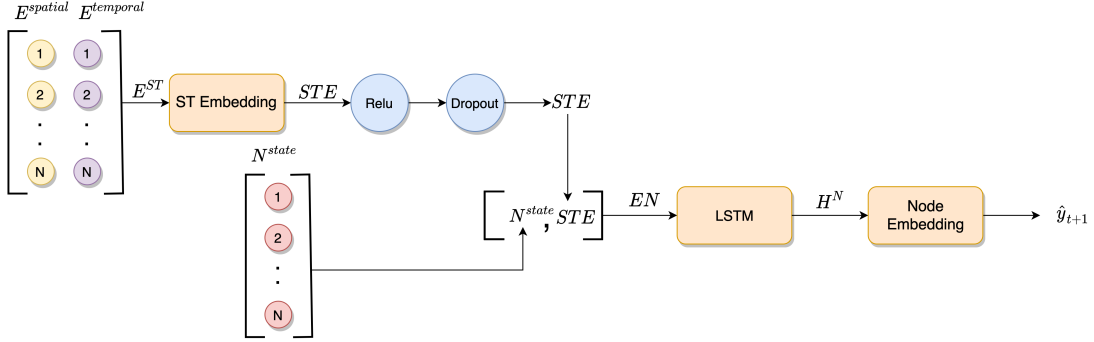 E^{spatial} E^{temporal}
1 1
2 2
. .
. .
N N
E^{ST}
ST Embedding
STE
Relu
Dropout
STE
N^{state}
1
2
.
.
N
[N^{state}, STE]
EN
LSTM
H^{N}
Node
Embedding
ŷ_{t+1}